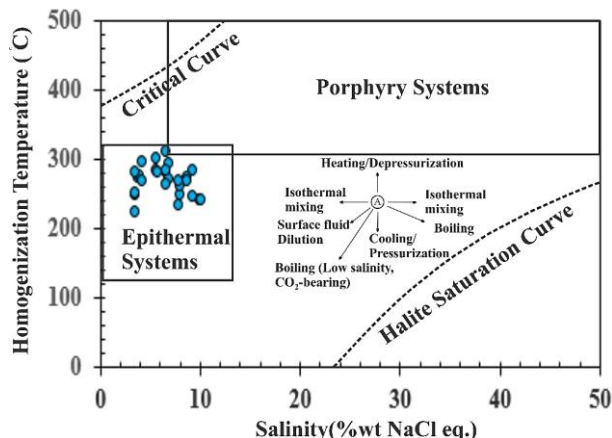 Homogenization Temperature (°C)
500
400
300
200
100
0
Critical Curve
Porphyry Systems
Epithermal
Systems
Heating/Depressurization
Isothermal
mixing
A
Isothermal
mixing
Surface fluid
Dilution
Boiling
Cooling/
Pressurization
Boiling (Low salinity,
CO₂-bearing)
Halite Saturation Curve
0
10
20
30
40
50
Salinity(%wt NaCl eq.)